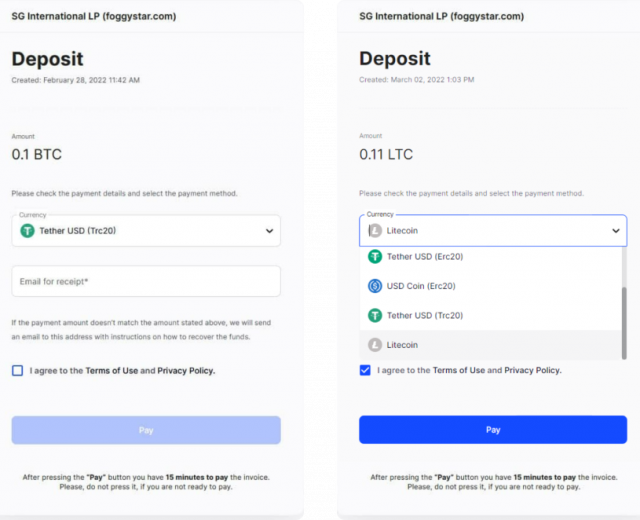 SG International LP (foggystar.com)
Deposit
Created: February 28, 2022 11:42 AM
Amount
0.1 BTC
Please check the payment details and select the payment method.
Currency
Tether USD (Trc20)
Email for receipt*
If the payment amount doesn't match the amount stated above, we will send
an email to this address with instructions on how to recover the funds.
I agree to the Terms of Use and Privacy Policy.
Pay
After pressing the "Pay" button you have 15 minutes to pay the invoice.
Please, do not press it, if you are not ready to pay.
SG International LP (foggystar.com)
Deposit
Created: March 02, 2022 1:03 PM
Amount
0.11 LTC
Please check the payment details and select the payment method.
Currency
Litecoin
Tether USD (Erc20)
USD Coin (Erc20)
Tether USD (Trc20)
Litecoin
I agree to the Terms of Use and Privacy Policy.
Pay
After pressing the "Pay" button you have 15 minutes to pay the invoice.
Please, do not press it, if you are not ready to pay.